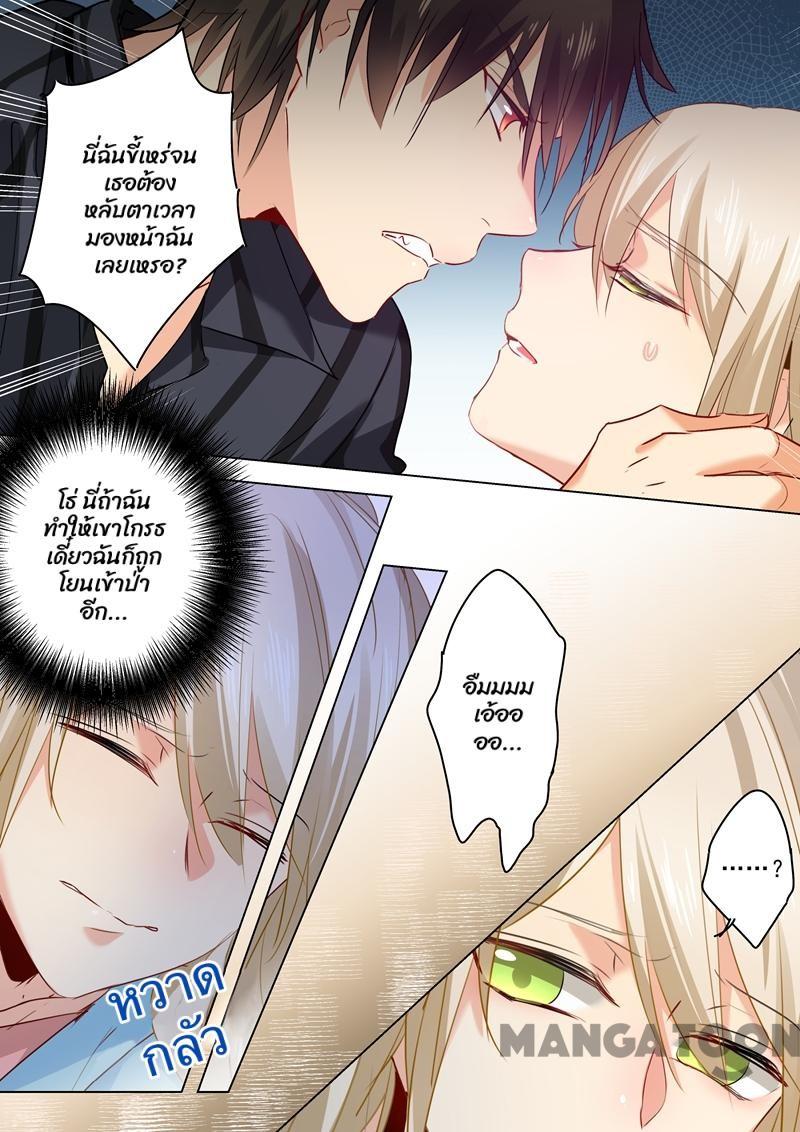 นี่ฉันขี้เหร่จน
เธอต้อง
หลับตาเวลา
มองหน้าฉัน
เลยเหรอ?
โธ่ นี่ถ้าฉัน
ทำให้เขาโกรธ
เดี๋ยวฉันก็ถูก
โยนเข้าป่า
อีก...
อืมมมม
เอ้ออ
ออ...
......?
หวาด
กลัว
MANGATOON